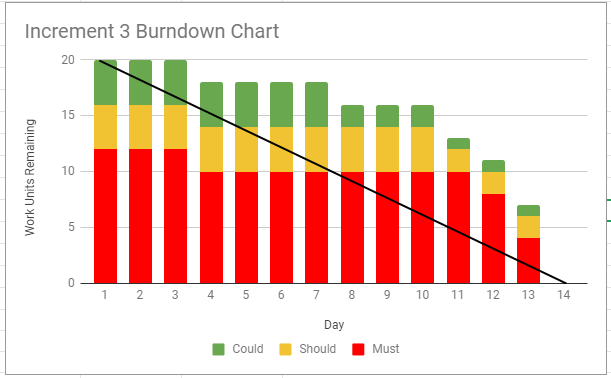 Increment 3 Burndown Chart
Work Units Remaining
20
15
10
5
0
1 2 3 4 5 6 7 8 9 10 11 12 13 14
Day
Could Should Must